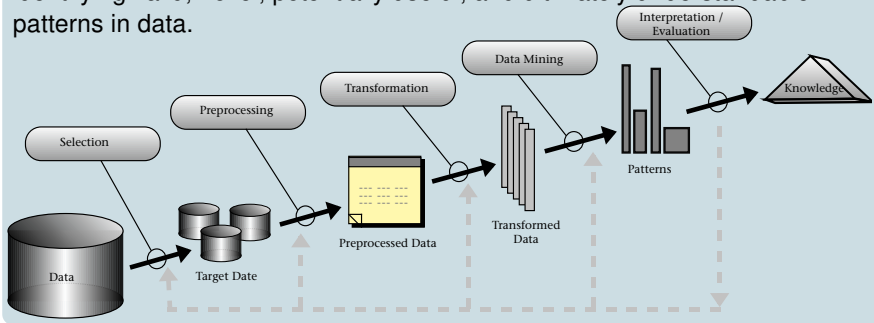 patterns in data.
Interpretation /
Evaluation
Data Mining
Transformation
Preprocessing
Selection
Knowledge
Patterns
Transformed
Data
Preprocessed Data
Target Date
Data